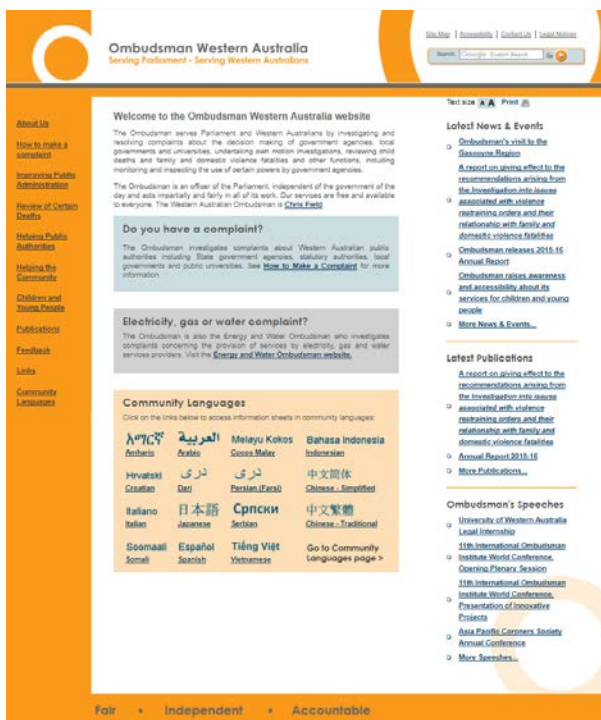 Ombudsman Western Australia
Serving Parliament - Serving Western Australians
Site Map | Accessibility | Contact Us | Legal Notices
Search: Google Custom Search Go
Text size A A Print
About Us
How to make a
complaint
Improving Public
Administration
Review of Certain
Deaths
Helping Public
Authorities
Helping the
Community
Children and
Young People
Publications
Feedback
Links
Community
Languages
Welcome to the Ombudsman Western Australia website
The Ombudsman serves Parliament and Western Australians by investigating and
resolving complaints about the decision making of government agencies, local
governments and universities, undertaking own motion investigations, reviewing child
deaths and family and domestic violence fatalities and other functions, including
monitoring and inspecting the use of certain powers by government agencies.
The Ombudsman is an officer of the Parliament, independent of the government of the
day and acts impartially and fairly in all of its work. Our services are free and available
to everyone. The Western Australian Ombudsman is Chris Field
Do you have a complaint?
The Ombudsman investigates complaints about Western Australian public
authorities including State government agencies, statutory authorities, local
governments and public universities. See How to Make a Complaint for more
information.
Electricity, gas or water complaint?
The Ombudsman is also the Energy and Water Ombudsman who investigates
complaints concerning the provision of services by electricity, gas and water
services providers. Visit the Energy and Water Ombudsman website.
Community Languages
Click on the links below to access information sheets in community languages:
አማርኛ العربية Melayu Kokos Bahasa Indonesia
Amharic Arabic Cocos Malay Indonesian
Hrvatski دری دری 中文简体
Croatian Dari Persian (Farsi) Chinese - Simplified
Italiano 日本語 Српски 中文繁體
Italian Japanese Serbian Chinese - Traditional
Soomaali Español Tiếng Việt Go to Community
Somali Spanish Vietnamese Languages page >
Latest News & Events
Ombudsman's visit to the
Gascoyne Region
A report on giving effect to the
recommendations arising from
the Investigation into issues
associated with violence
restraining orders and their
relationship with family and
domestic violence fatalities
Ombudsman releases 2015-16
Annual Report
Ombudsman raises awareness
and accessibility about its
services for children and young
people
More News & Events...
Latest Publications
A report on giving effect to the
recommendations arising from
the Investigation into issues
associated with violence
restraining orders and their
relationship with family and
domestic violence fatalities
Annual Report 2015-16
More Publications...
Ombudsman's Speeches
University of Western Australia
Legal Internship
11th International Ombudsman
Institute World Conference,
Opening Plenary Session
11th International Ombudsman
Institute World Conference,
Presentation of Innovative
Projects
Asia Pacific Coroners Society
Annual Conference
More Speeches...
Fair • Independent • Accountable